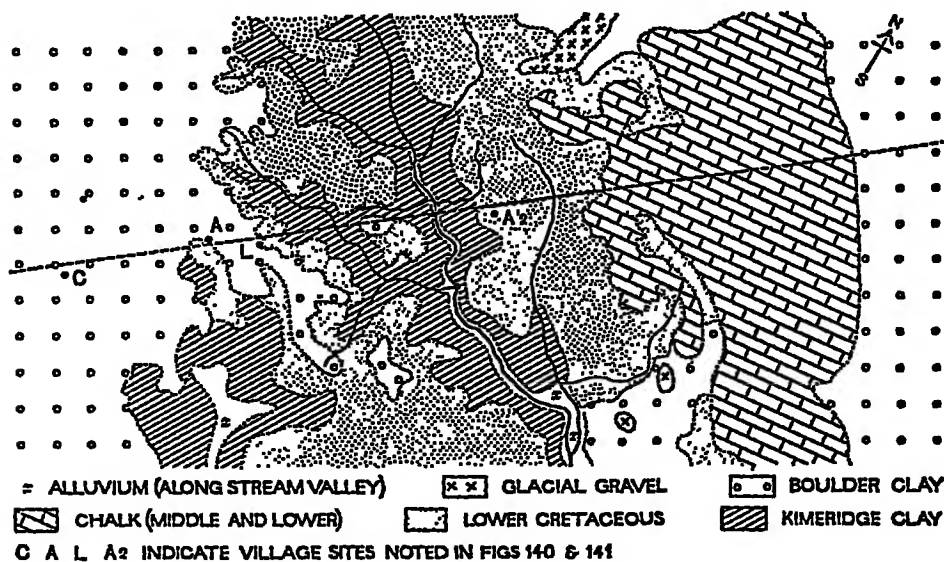 N
A
L
C
A2
= ALLUVIUM (ALONG STREAM VALLEY) GLACIAL GRAVEL BOULDER CLAY
CHALK (MIDDLE AND LOWER) LOWER CRETACEOUS KIMERIDGE CLAY
C A L A2 INDICATE VILLAGE SITES NOTED IN FIGS 140 & 141